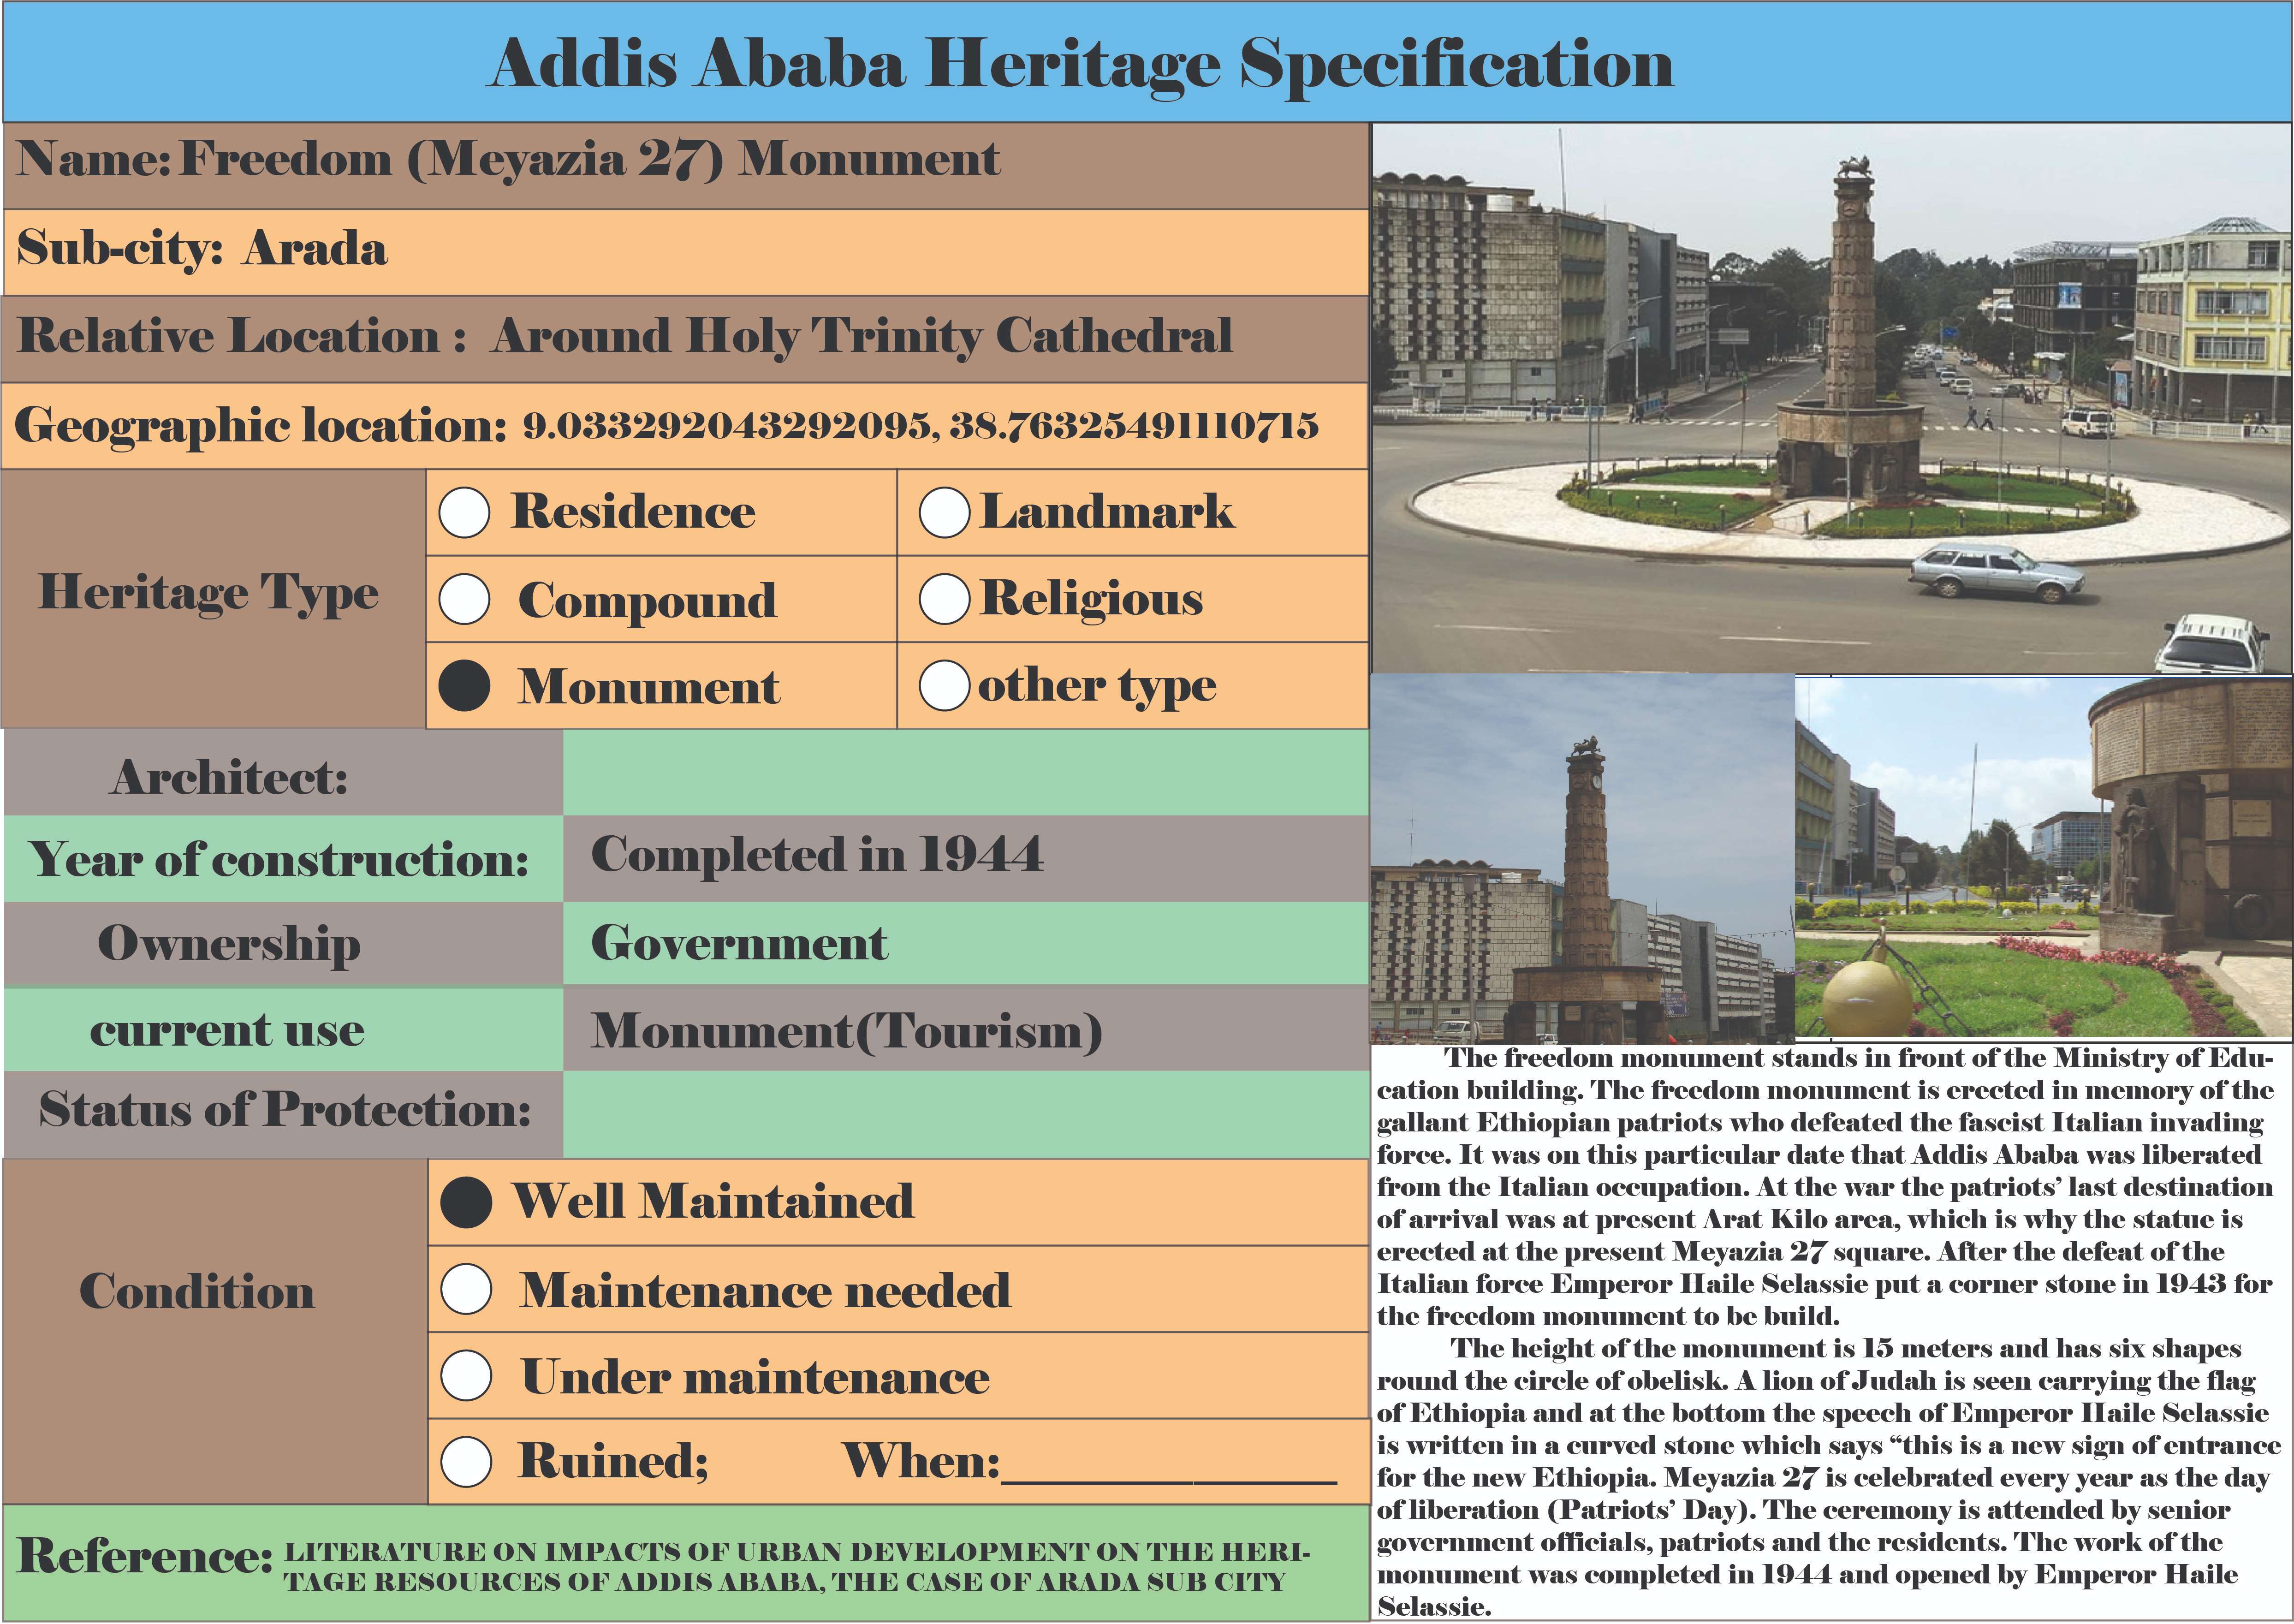 Addis Ababa Heritage Specification
Name: Freedom (Meyazia 27) Monument
Sub-city: Arada
Relative Location : Around Holy Trinity Cathedral
Geographic location: 9.033292043292095, 38.76325491110715
Heritage Type
Residence
Landmark
Compound
Religious
Monument
other type
Architect:
Year of construction: Completed in 1944
Ownership Government
current use Monument(Tourism)
Status of Protection:
Condition
Well Maintained
Maintenance needed
Under maintenance
Ruined; When:______________
Reference: LITERATURE ON IMPACTS OF URBAN DEVELOPMENT ON THE HERI-
TAGE RESOURCES OF ADDIS ABABA, THE CASE OF ARADA SUB CITY
The freedom monument stands in front of the Ministry of Edu-
cation building. The freedom monument is erected in memory of the
gallant Ethiopian patriots who defeated the fascist Italian invading
force. It was on this particular date that Addis Ababa was liberated
from the Italian occupation. At the war the patriots’ last destination
of arrival was at present Arat Kilo area, which is why the statue is
erected at the present Meyazia 27 square. After the defeat of the
Italian force Emperor Haile Selassie put a corner stone in 1943 for
the freedom monument to be build.
The height of the monument is 15 meters and has six shapes
round the circle of obelisk. A lion of Judah is seen carrying the flag
of Ethiopia and at the bottom the speech of Emperor Haile Selassie
is written in a curved stone which says “this is a new sign of entrance
for the new Ethiopia. Meyazia 27 is celebrated every year as the day
of liberation (Patriots’ Day). The ceremony is attended by senior
government officials, patriots and the residents. The work of the
monument was completed in 1944 and opened by Emperor Haile
Selassie.